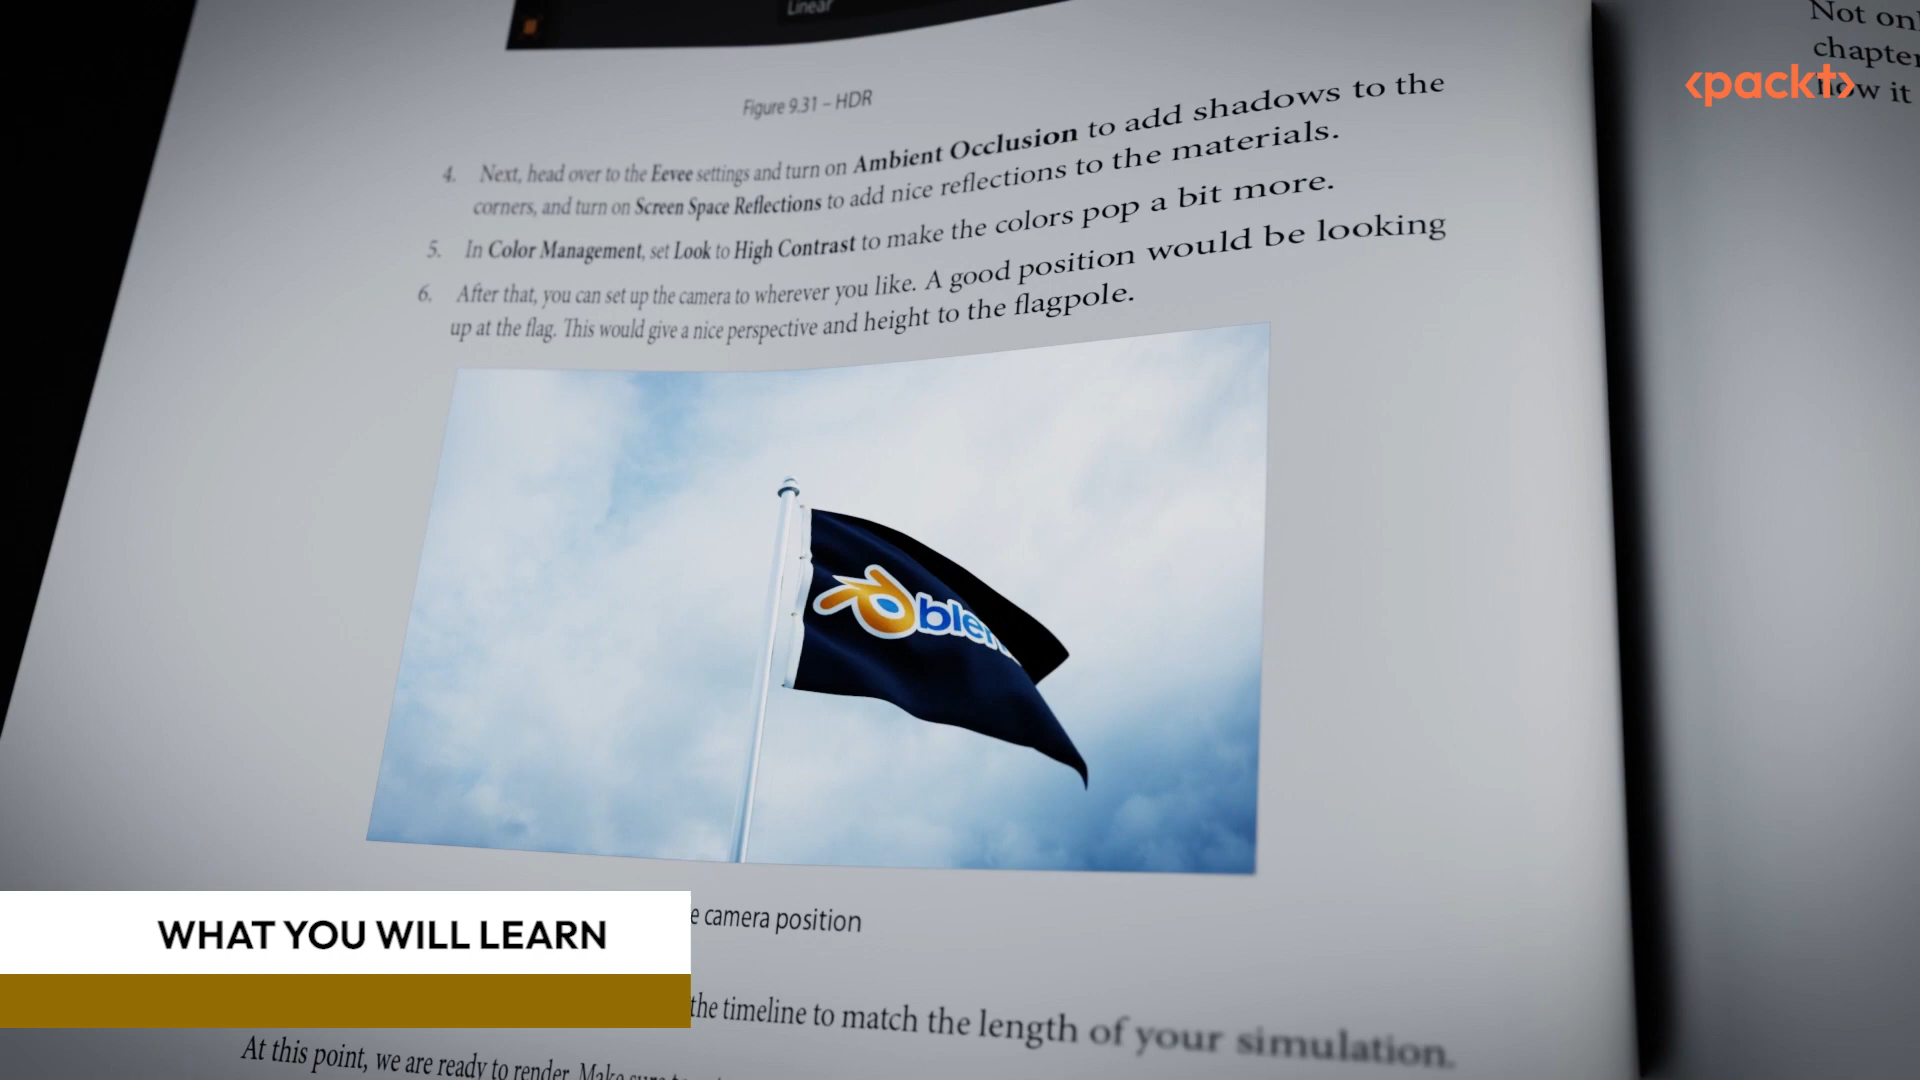 Linear
Figure 9.31 – HDR
4. Next, head over to the Eevee settings and turn on Ambient Occlusion to add shadows to the
corners, and turn on Screen Space Reflections to add nice reflections to the materials.
5. In Color Management, set Look to High Contrast to make the colors pop a bit more.
6. After that, you can set up the camera to wherever you like. A good position would be looking
up at the flag. This would give a nice perspective and height to the flagpole.
ble
e camera position
the timeline to match the length of your simulation.
At this point, we are ready to render. Make sure
Not
chapter
now it
<packt>
WHAT YOU WILL LEARN